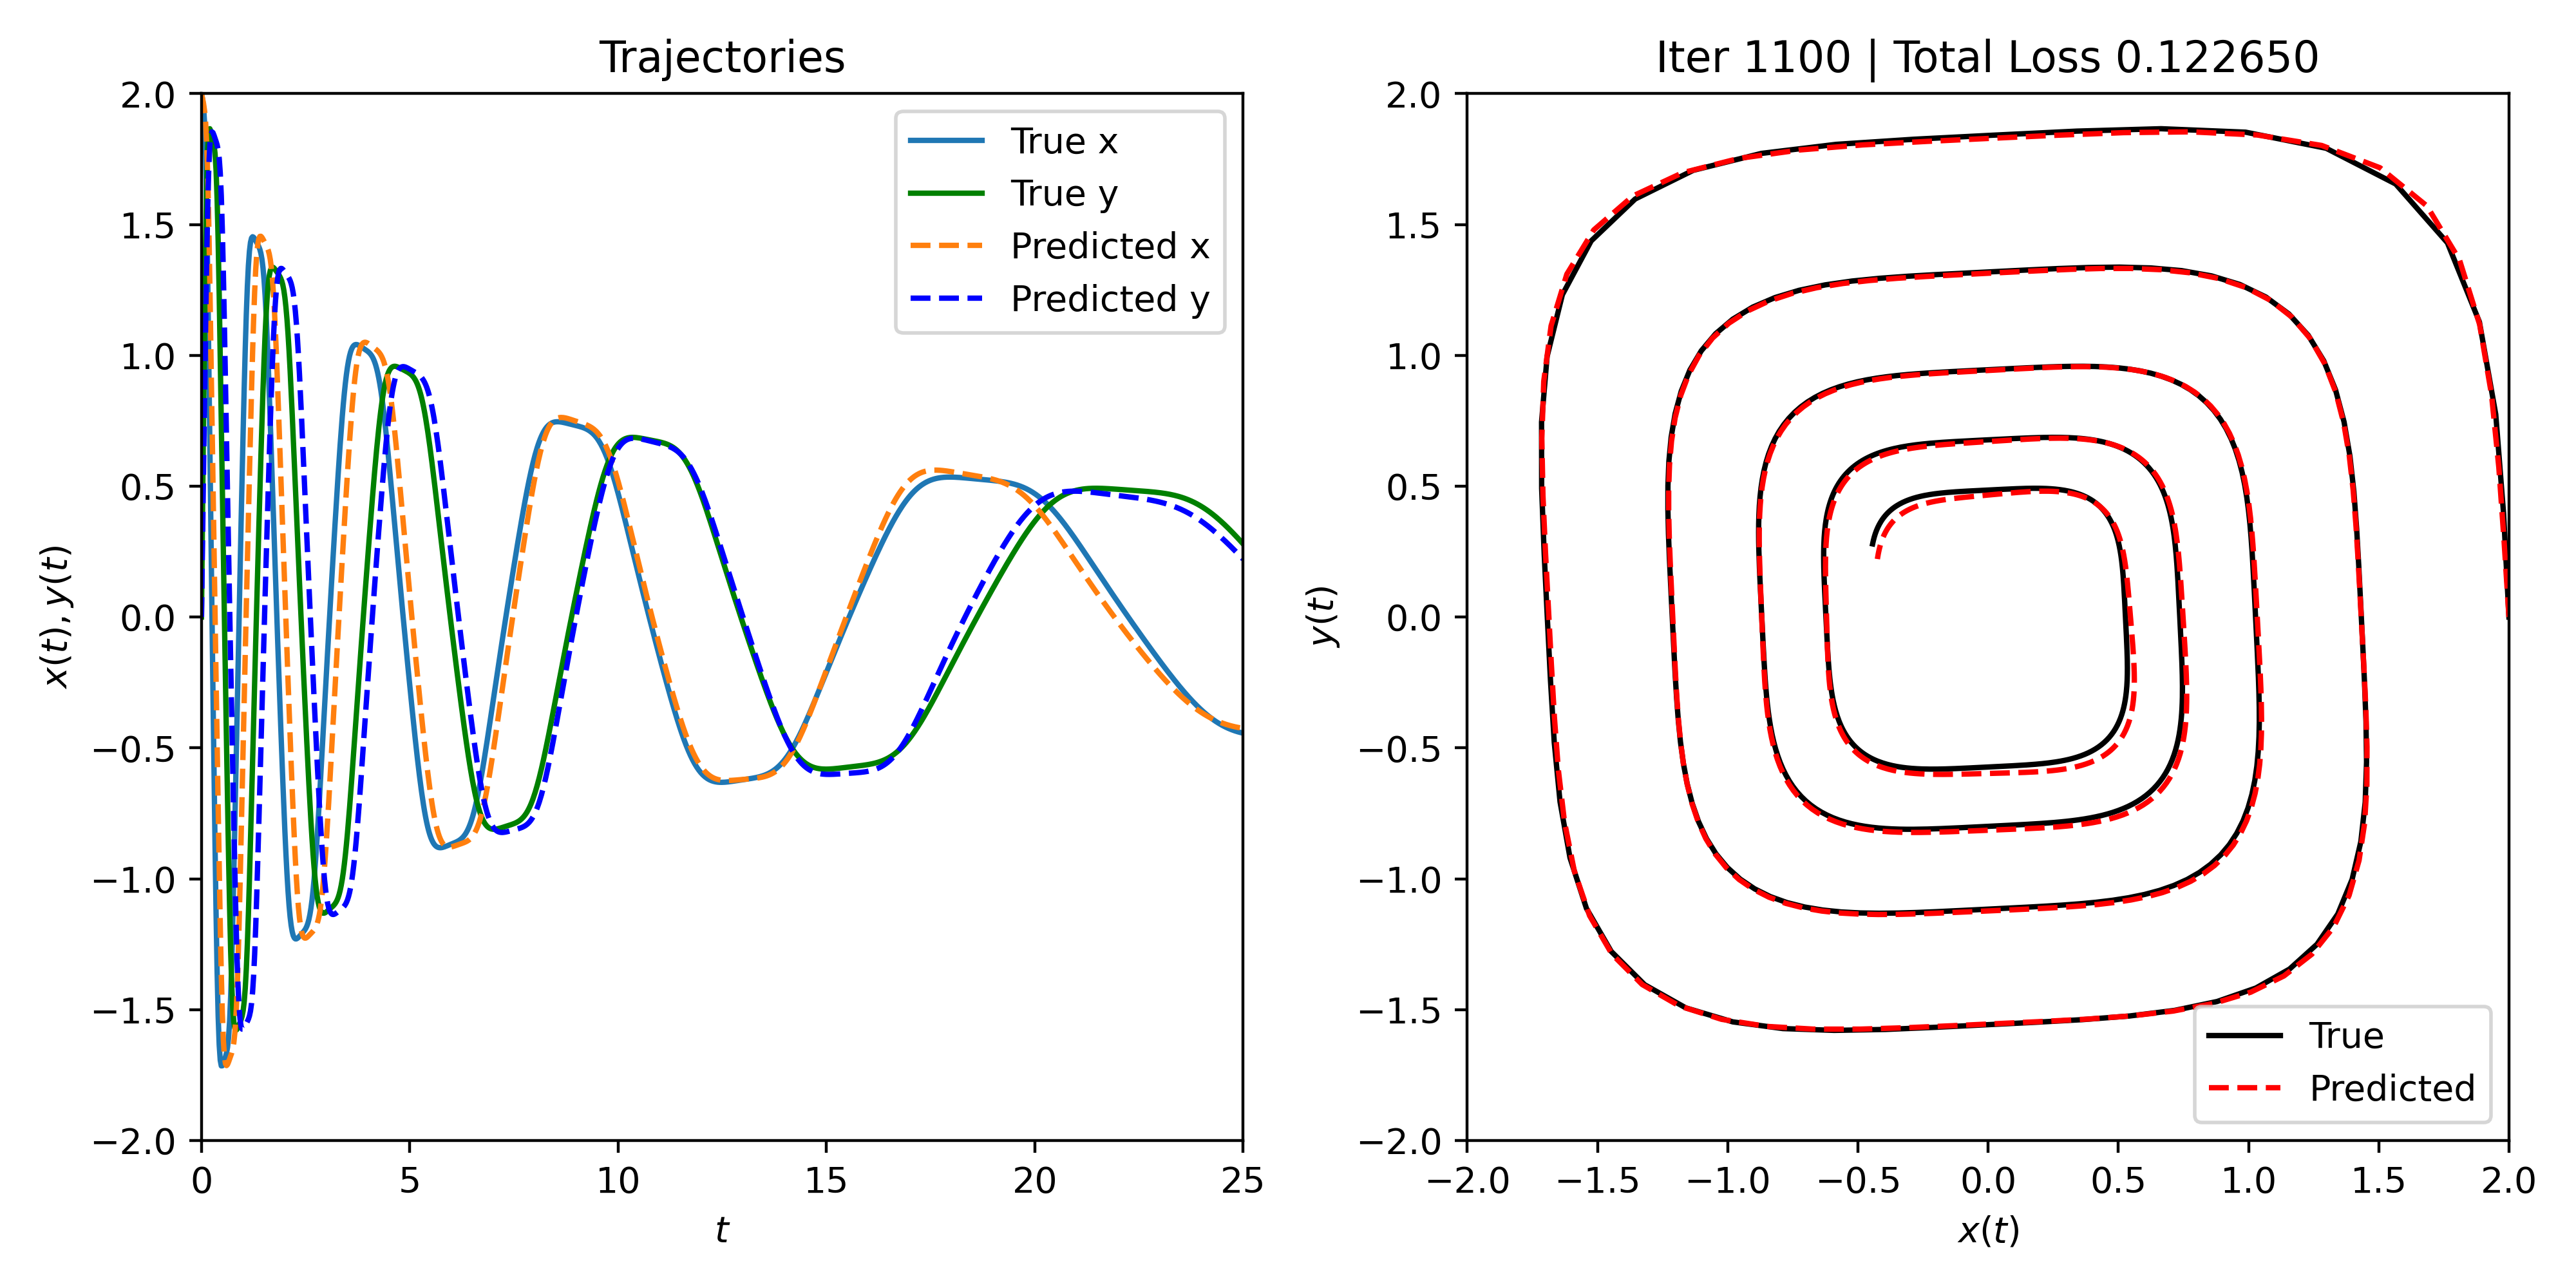 Trajectories
2.0
1.5
1.0
0.5
0.0
−0.5
−1.0
−1.5
−2.0
x(t), y(t)
0 5 10 15 20 25
t
True x
True y
Predicted x
Predicted y
Iter 1100 | Total Loss 0.122650
2.0
1.5
1.0
0.5
0.0
−0.5
−1.0
−1.5
−2.0
y(t)
−2.0 −1.5 −1.0 −0.5 0.0 0.5 1.0 1.5 2.0
x(t)
True
Predicted